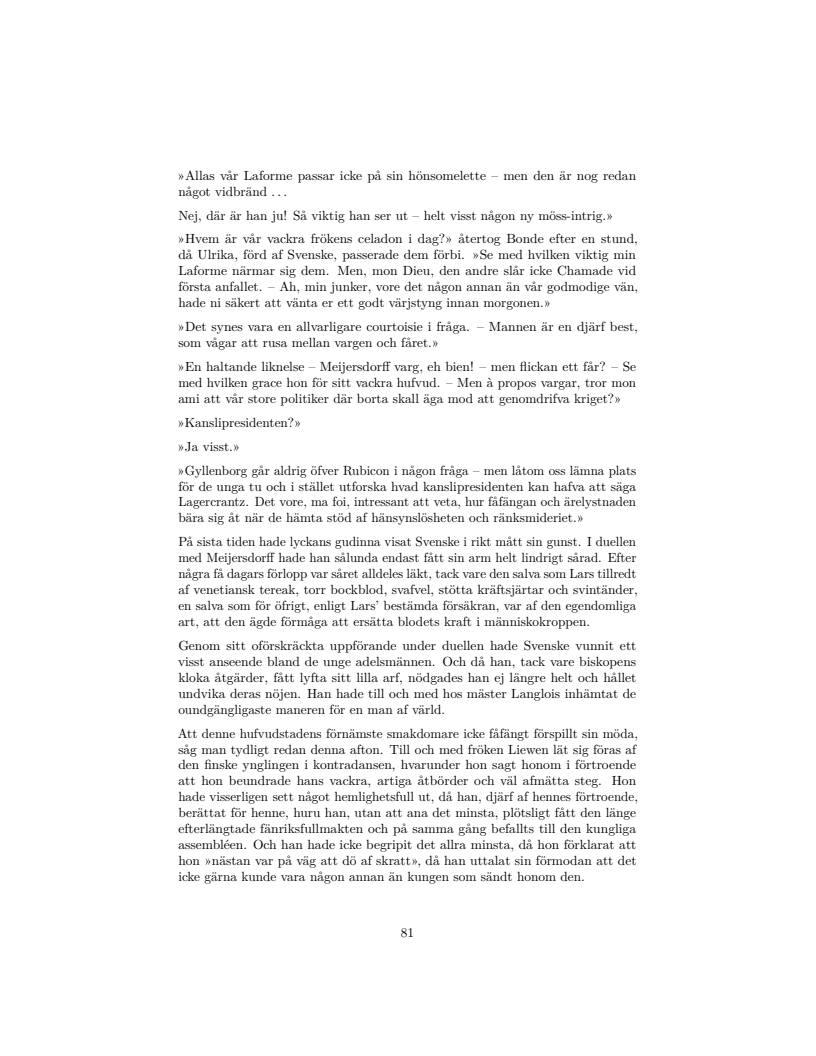 »Allas vår Laforme passar icke på sin hönsomelette – men den är nog redan
något vidbränd ...
Nej, där är han ju! Så viktig han ser ut – helt visst någon ny möss-intrig.»
»Hvem är vår vackra frökens celadon i dag?» återtog Bonde efter en stund,
då Ulrika, förd af Svenske, passerade dem förbi. »Se med hvilken viktig min
Laforme närmar sig dem. Men, mon Dieu, den andre slår icke Chamade vid
första anfallet. – Ah, min junker, vore det någon annan än vår godmodige vän,
hade ni säkert att vänta er ett godt värjstyng innan morgonen.»
»Det synes vara en allvarligare courtoisie i fråga. – Mannen är en djärf best,
som vågar att rusa mellan vargen och fåret.»
»En haltande liknelse – Meijersdorff varg, eh bien! – men flickan ett får? – Se
med hvilken grace hon för sitt vackra hufvud. – Men à propos vargar, tror mon
ami att vår store politiker där borta skall äga mod att genomdrifva kriget?»
»Kanslipresidenten?»
»Ja visst.»
»Gyllenborg går aldrig öfver Rubicon i någon fråga – men låtom oss lämna plats
för de unga tu och i stället utforska hvad kanslipresidenten kan hafva att säga
Lagercrantz. Det vore, ma foi, intressant att veta, hur fåfängan och ärelystnaden
bära sig åt när de hämta stöd af hänsynslösheten och ränksmideriet.»
På sista tiden hade lyckans gudinna visat Svenske i rikt mått sin gunst. I duellen
med Meijersdorff hade han sålunda endast fått sin arm helt lindrigt sårad. Efter
några få dagars förlopp var såret alldeles läkt, tack vare den salva som Lars tillredt
af venetiansk tereak, torr bockblod, svafvel, stötta kräftsjärtar och svintänder,
en salva som för öfrigt, enligt Lars' bestämda försäkran, var af den egendomliga
art, att den ägde förmåga att ersätta blodets kraft i människokroppen.
Genom sitt oförskräckta uppförande under duellen hade Svenske vunnit ett
visst anseende bland de unge adelsmännen. Och då han, tack vare biskopens
kloka åtgärder, fått lyfta sitt lilla arf, nödgades han ej längre helt och hållet
undvika deras nöjen. Han hade till och med hos mäster Langlois inhämtat de
oundgängligaste maneren för en man af värld.
Att denne hufvudstadens förnämste smakdomare icke fåfängt förspillt sin möda,
såg man tydligt redan denna afton. Till och med fröken Liewen lät sig föras af
den finske ynglingen i kontradansen, hvarunder hon sagt honom i förtroende
att hon beundrade hans vackra, artiga åtbörder och väl afmätta steg. Hon
hade visserligen sett något hemlighetsfull ut, då han, djärf af hennes förtroende,
berättat för henne, huru han, utan att ana det minsta, plötsligt fått den länge
efterlängtade fänriksfullmakten och på samma gång befallts till den kungliga
assembléen. Och han hade icke begripit det allra minsta, då hon förklarat att
hon »nästan var på väg att dö af skratt», då han uttalat sin förmodan att det
icke gärna kunde vara någon annan än kungen som sändt honom den.
81